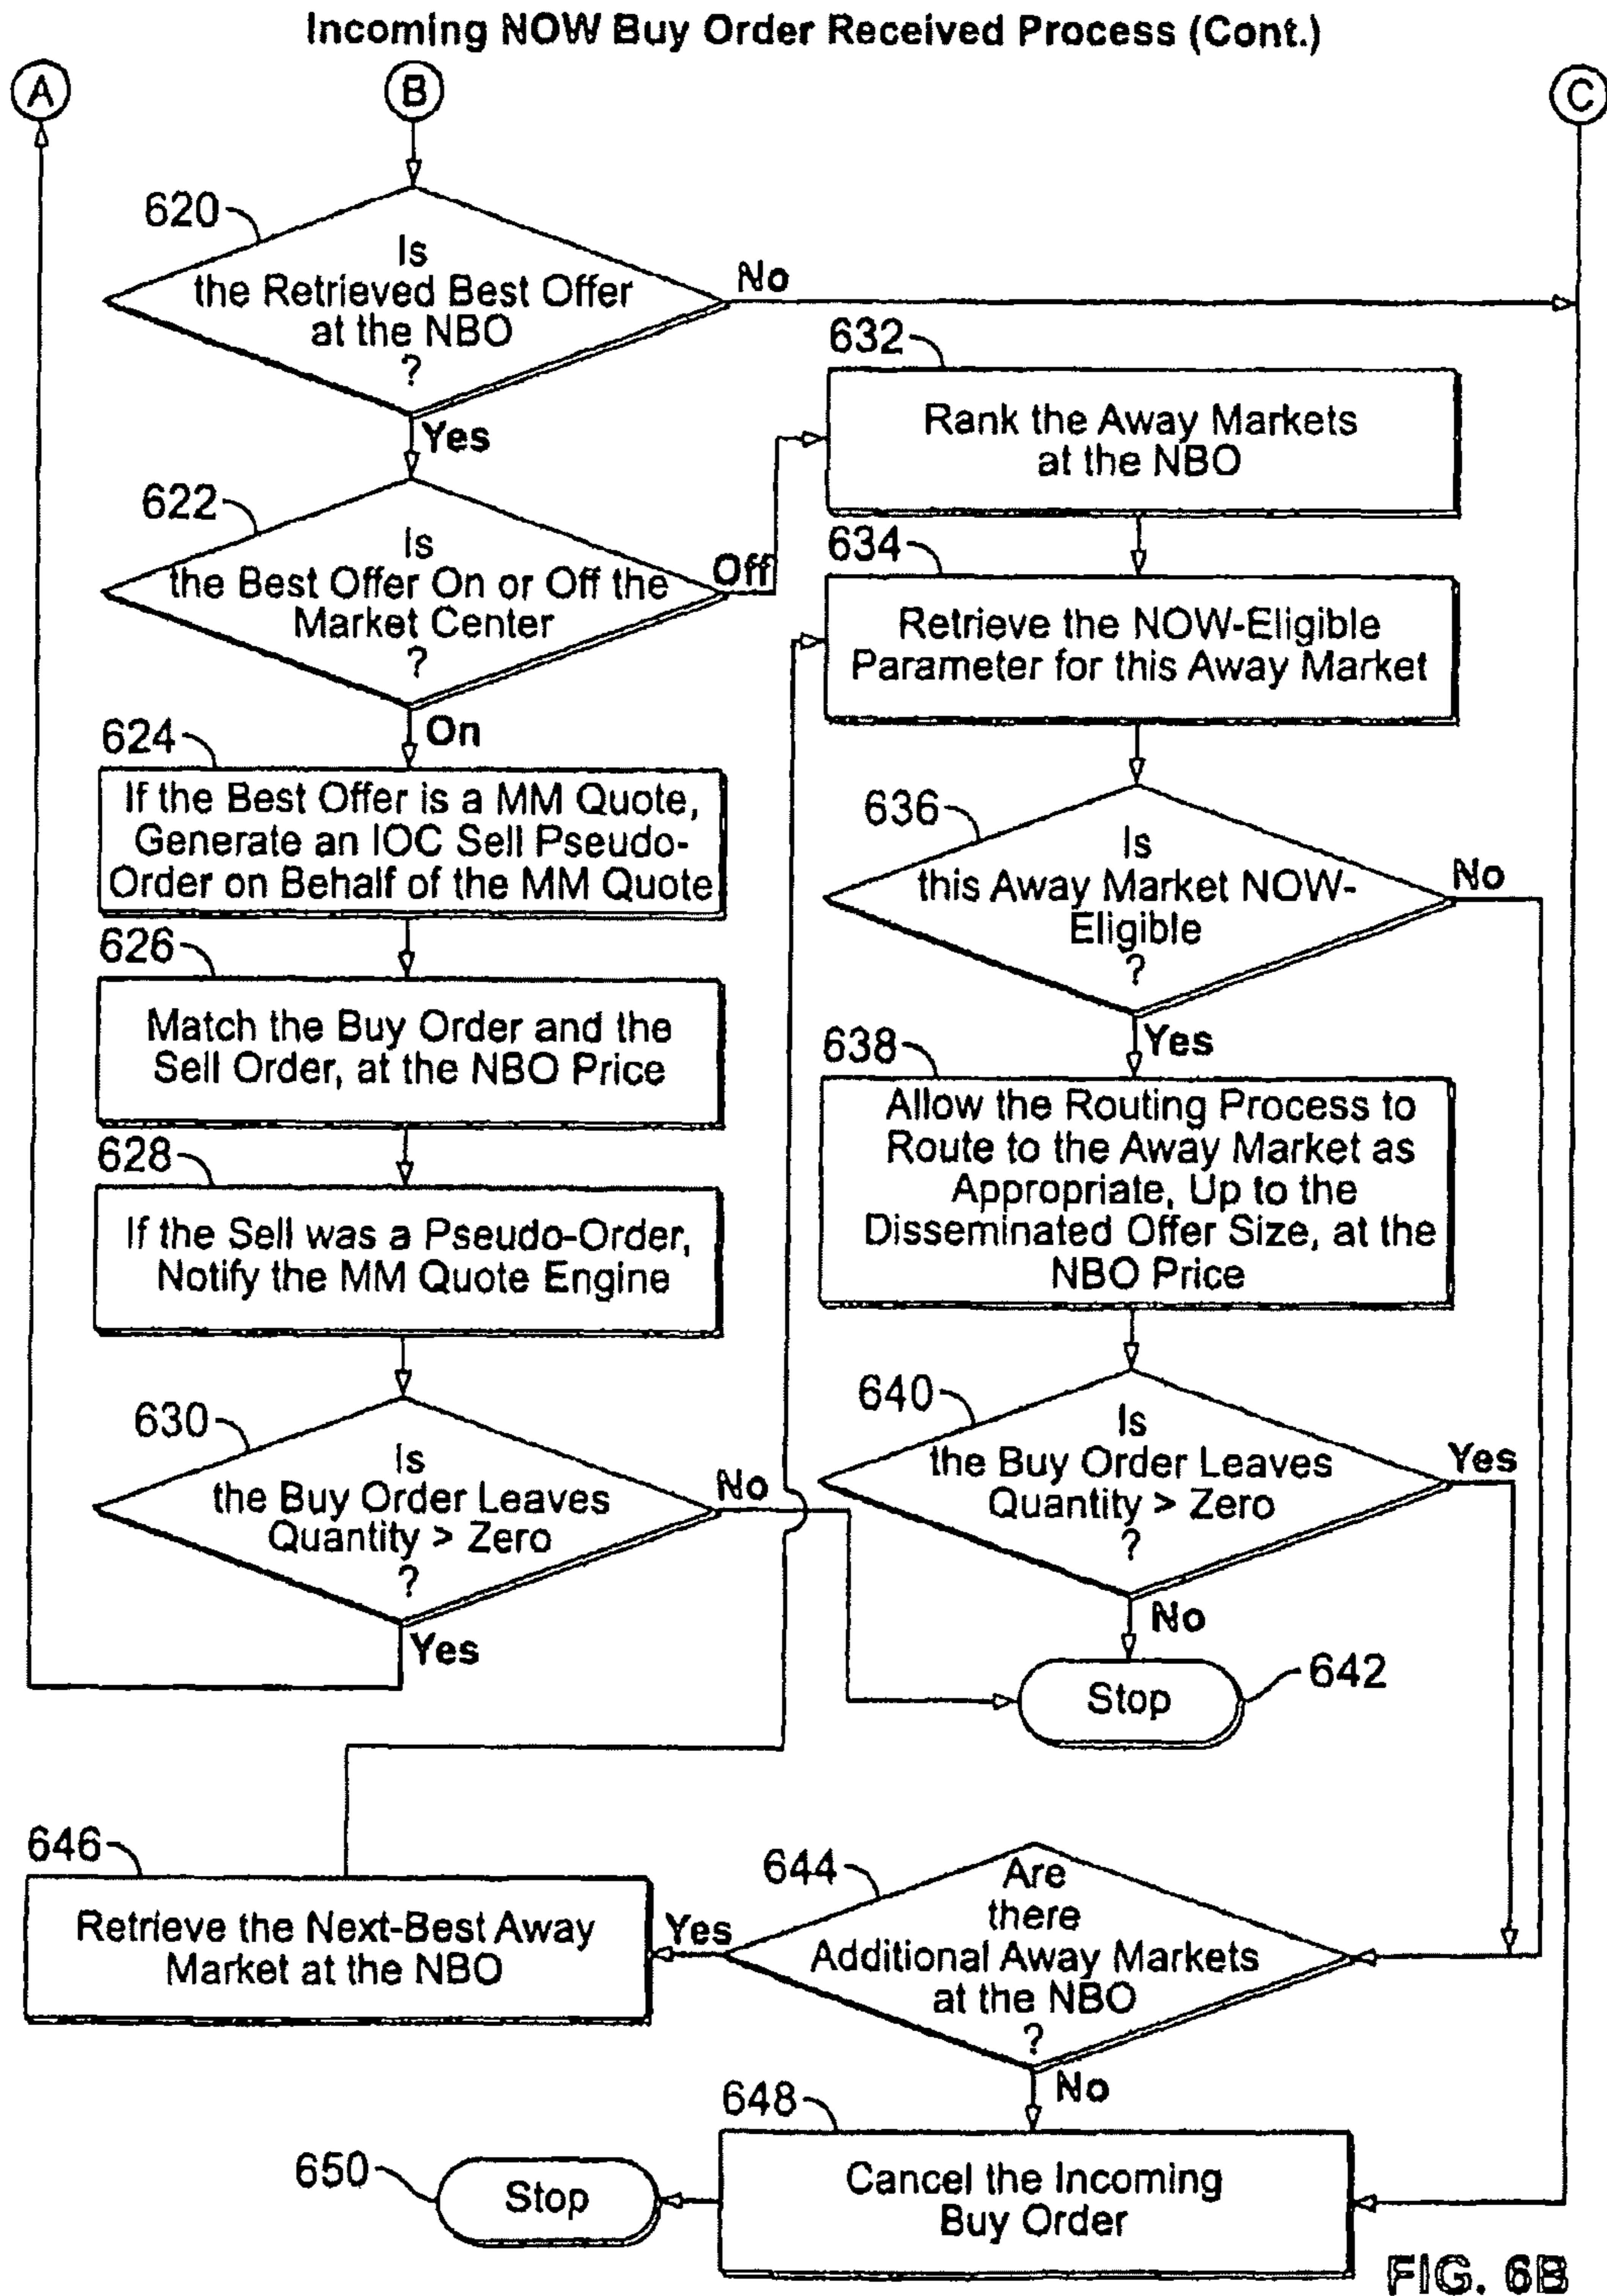 Incoming NOW Buy Order Received Process (Cont.)
A
B
C
620
Is
the Retrieved Best Offer
at the NBO
?
No
Yes
622
Is
the Best Offer On or Off the
Market Center
?
Off
On
624
If the Best Offer is a MM Quote,
Generate an IOC Sell Pseudo-
Order on Behalf of the MM Quote
626
Match the Buy Order and the
Sell Order, at the NBO Price
628
If the Sell was a Pseudo-Order,
Notify the MM Quote Engine
630
Is
the Buy Order Leaves
Quantity > Zero
?
No
Yes
632
Rank the Away Markets
at the NBO
634
Retrieve the NOW-Eligible
Parameter for this Away Market
636
Is
this Away Market NOW-
Eligible
?
No
Yes
638
Allow the Routing Process to
Route to the Away Market as
Appropriate, Up to the
Disseminated Offer Size, at the
NBO Price
640
Is
the Buy Order Leaves
Quantity > Zero
?
Yes
No
Stop
642
644
Are
there
Additional Away Markets
at the NBO
?
Yes
No
646
Retrieve the Next-Best Away
Market at the NBO
648
Cancel the Incoming
Buy Order
650
Stop
FIG. 6B